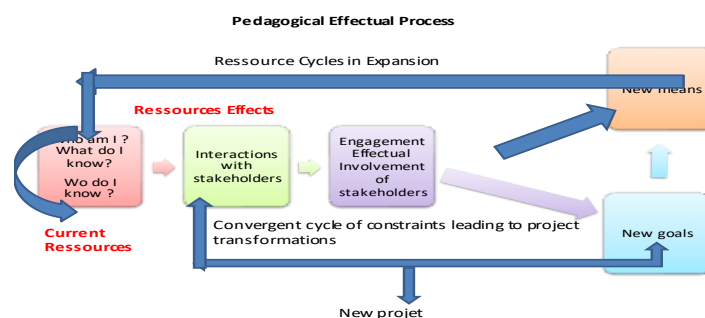 Pedagogical Effectual Process
Ressource Cycles in Expansion
New means
Ressources Effects
Who am I ?
What do I
know?
Wo do I
know ?
Interactions
with
stakeholders
Engagement
Effectual
Involvement
of
stakeholders
Current
Ressources
Convergent cycle of constraints leading to project
transformations
New goals
New projet